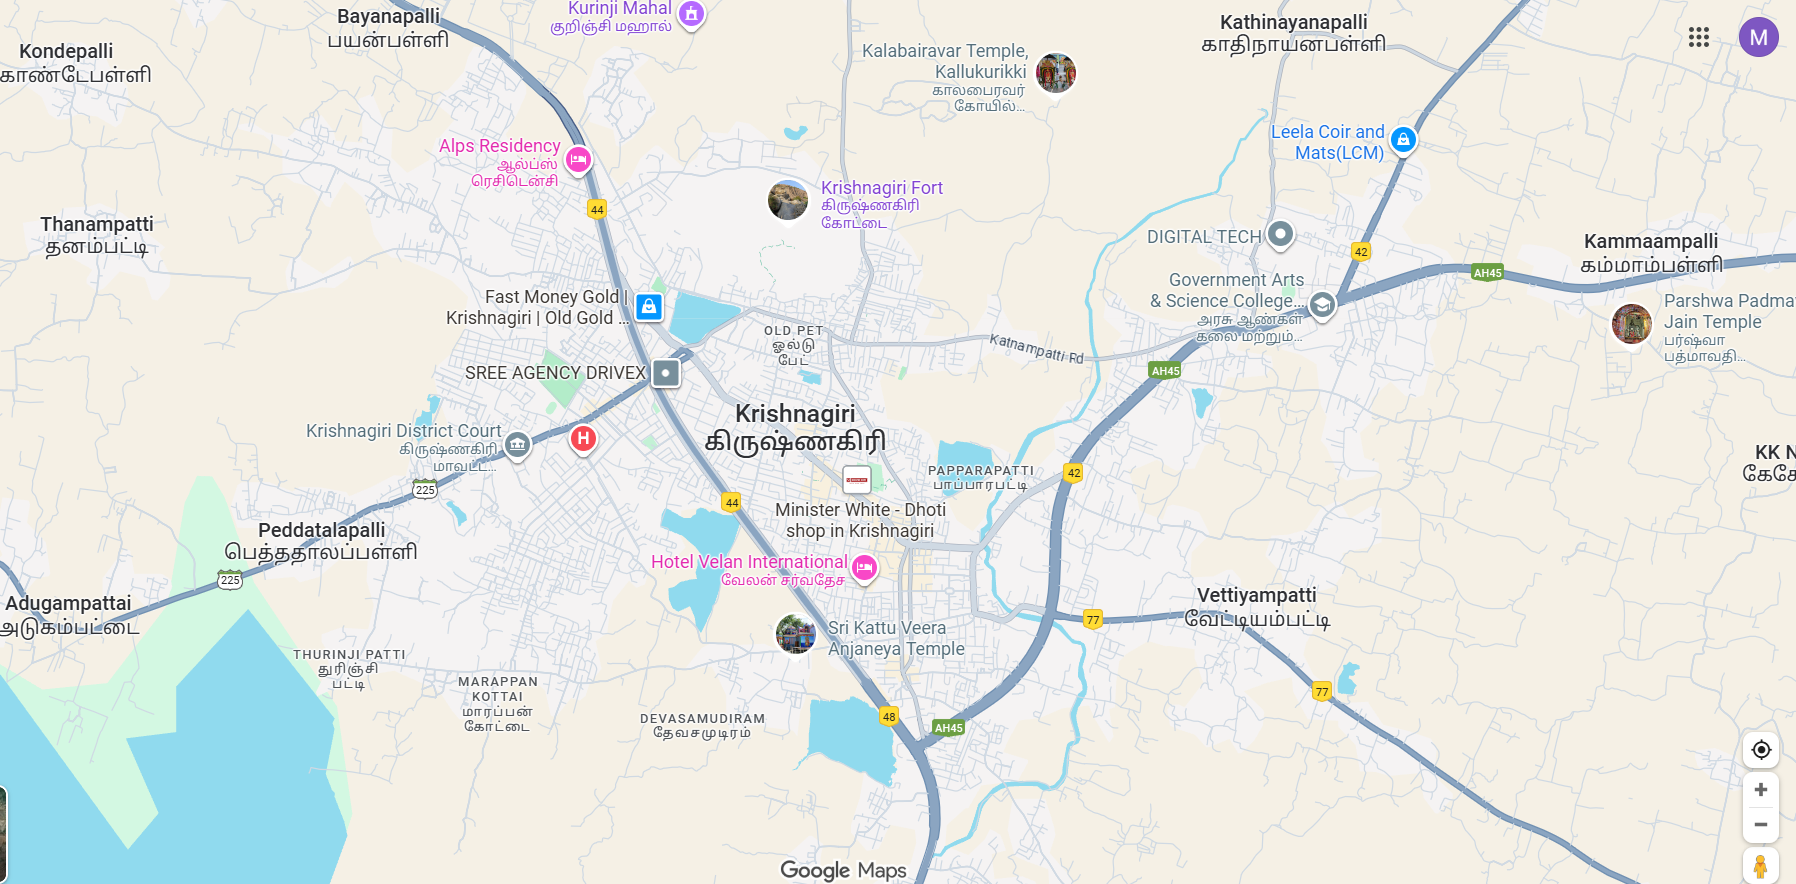 Bayanapalli
பயன்பள்ளி
Kurinji Mahal
குறிஞ்சி மஹால்
Kathinayanapalli
காதிநாயனபள்ளி
M
Kondepalli
காண்டேபள்ளி
Kalabairavar Temple,
Kallukurikki
காலபைரவர்
கோயில்...
Alps Residency
ஆல்ப்ஸ்
ரெசிடென்சி
Leela Coir and
Mats(LCM)
44
Krishnagiri Fort
கிருஷ்ணகிரி
கோட்டை
Thanampatti
தனம்பட்டி
DIGITAL TECH
42
Kammaampalli
கம்மாம்பள்ளி
AH45
Government Arts
& Science College...
அரசு ஆண்கள்
கலை மற்றும்...
Fast Money Gold |
Krishnagiri | Old Gold ...
Parshwa Padma
Jain Temple
பர்ஷ்வா
பத்மாவதி...
OLD PET
ஓல்டு
பேட்
Katnampatti Rd
AH45
SREE AGENCY DRIVEX
Krishnagiri
கிருஷ்ணகிரி
Krishnagiri District Court
கிருஷ்ணகிரி
மாவட்ட...
H
KK N
PAPPARAPATTI
பாப்பாரபட்டி
42
225
44
Minister White - Dhoti
shop in Krishnagiri
Peddatalapalli
பெத்ததாலப்பள்ளி
Hotel Velan International
வேலன் சர்வதேச
225
Adugampattai
அடுகம்பட்டை
Vettiyampatti
வேட்டியம்பட்டி
77
Sri Kattu Veera
Anjaneya Temple
THURINJI PATTI
துரிஞ்சி
பட்டி
MARAPPAN
KOTTAI
மாரப்பன்
கோட்டை
77
DEVASAMUDIRAM
தேவசமுடிரம்
48
AH45
Google Maps